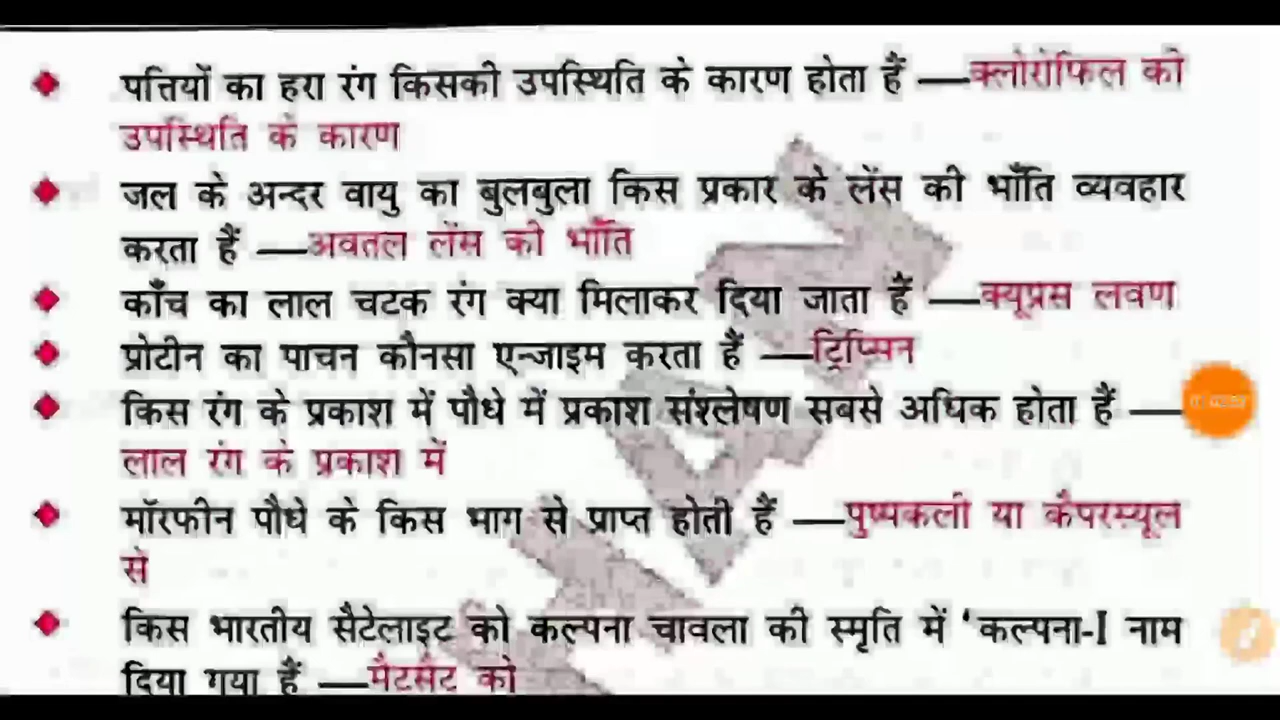 पत्तियों का हरा रंग किसकी उपस्थिति के कारण होता हैं —क्लोरोफिल की
उपस्थिति के कारण
जल के अन्दर वायु का बुलबुला किस प्रकार के लेंस की भाँति व्यवहार
करता हैं —अवतल लेंस की भाँति
काँच का लाल चटक रंग क्या मिलाकर दिया जाता हैं —क्यूप्रस लवण
प्रोटीन का पाचन कौनसा एन्जाइम करता हैं —ट्रिप्सिन
किस रंग के प्रकाश में पौधे में प्रकाश संश्लेषण सबसे अधिक होता हैं —
लाल रंग के प्रकाश में
मॉरफीन पौधे के किस भाग से प्राप्त होती हैं —पुष्पकली या कैपरम्यूल
से
किस भारतीय सैटेलाइट को कल्पना चावला की स्मृति में ‘कल्पना-I नाम
दिया गया हैं —मैटसैट को